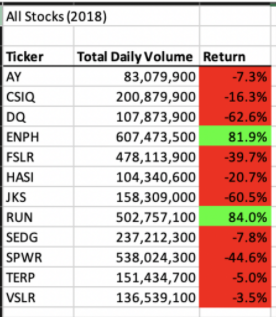 All Stocks (2018)
Ticker Total Daily Volume Return
AY 83,079,900 -7.3%
CSIQ 200,879,900 -16.3%
DQ 107,873,900 -62.6%
ENPH 607,473,500 81.9%
FSLR 478,113,900 -39.7%
HASI 104,340,600 -20.7%
JKS 158,309,000 -60.5%
RUN 502,757,100 84.0%
SEDG 237,212,300 -7.8%
SPWR 538,024,300 -44.6%
TERP 151,434,700 -5.0%
VSLR 136,539,100 -3.5%